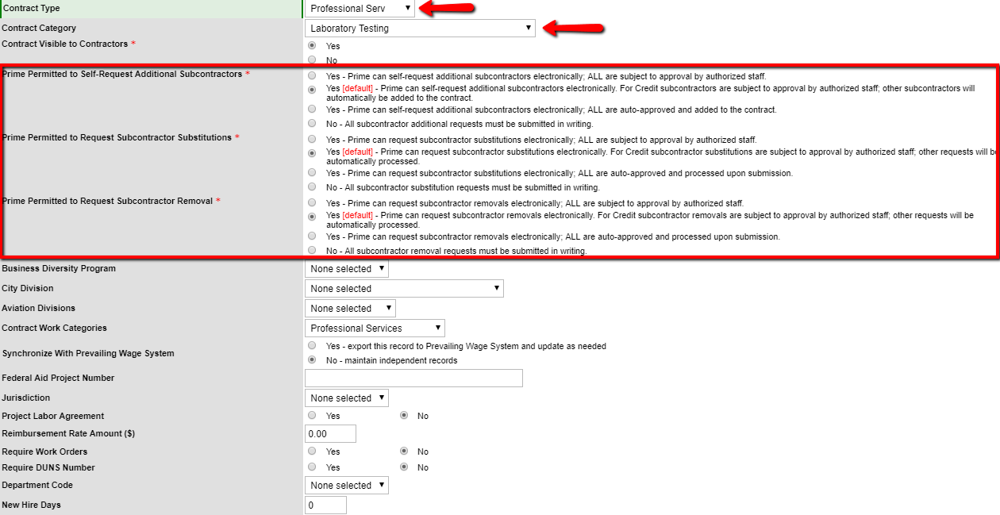 Contract Type Professional Serv
Contract Category Laboratory Testing
Contract Visible to Contractors * Yes
No
Prime Permitted to Self-Request Additional Subcontractors * Yes - Prime can self-request additional subcontractors electronically; ALL are subject to approval by authorized staff.
Yes [default] - Prime can self-request additional subcontractors electronically. For Credit subcontractors are subject to approval by authorized staff; other subcontractors will
automatically be added to the contract.
Yes - Prime can self-request additional subcontractors electronically; ALL are auto-approved and added to the contract.
No - All subcontractor additional requests must be submitted in writing.
Prime Permitted to Request Subcontractor Substitutions * Yes - Prime can request subcontractor substitutions electronically; ALL are subject to approval by authorized staff.
Yes [default] - Prime can request subcontractor substitutions electronically. For Credit subcontractor substitutions are subject to approval by authorized staff; other requests will be
automatically processed.
Yes - Prime can request subcontractor substitutions electronically; ALL are auto-approved and processed upon submission.
No - All subcontractor substitution requests must be submitted in writing.
Prime Permitted to Request Subcontractor Removal * Yes - Prime can request subcontractor removals electronically; ALL are subject to approval by authorized staff.
Yes [default] - Prime can request subcontractor removals electronically. For Credit subcontractor removals are subject to approval by authorized staff; other requests will be
automatically processed.
Yes - Prime can request subcontractor removals electronically; ALL are auto-approved and processed upon submission.
No - All subcontractor removal requests must be submitted in writing.
Business Diversity Program None selected
City Division None selected
Aviation Divisions None selected
Contract Work Categories Professional Services
Synchronize With Prevailing Wage System Yes - export this record to Prevailing Wage System and update as needed
No - maintain independent records
Federal Aid Project Number
Jurisdiction None selected
Project Labor Agreement Yes No
Reimbursement Rate Amount ($) 0.00
Require Work Orders Yes No
Require DUNS Number Yes No
Department Code None selected
New Hire Days 0